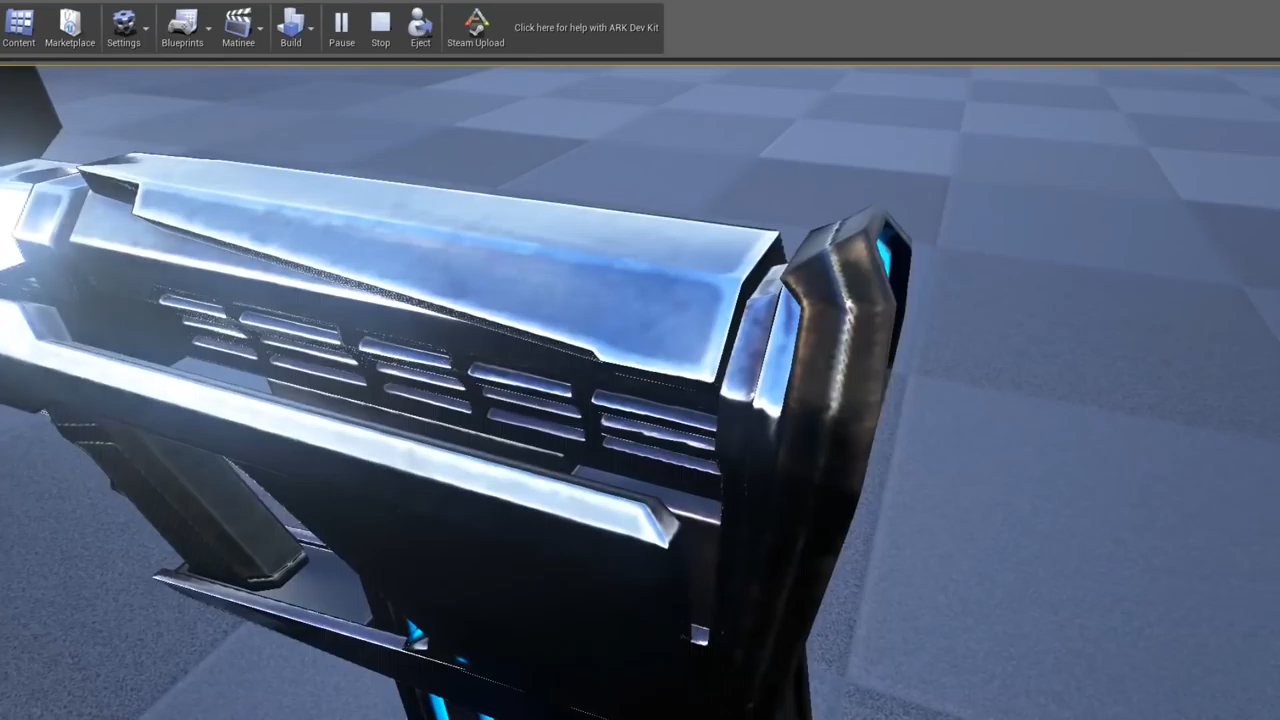 Content
Marketplace
Settings
Blueprints
Matinee
Build
Pause
Stop
Eject
Steam Upload
Click here for help with ARK Dev Kit